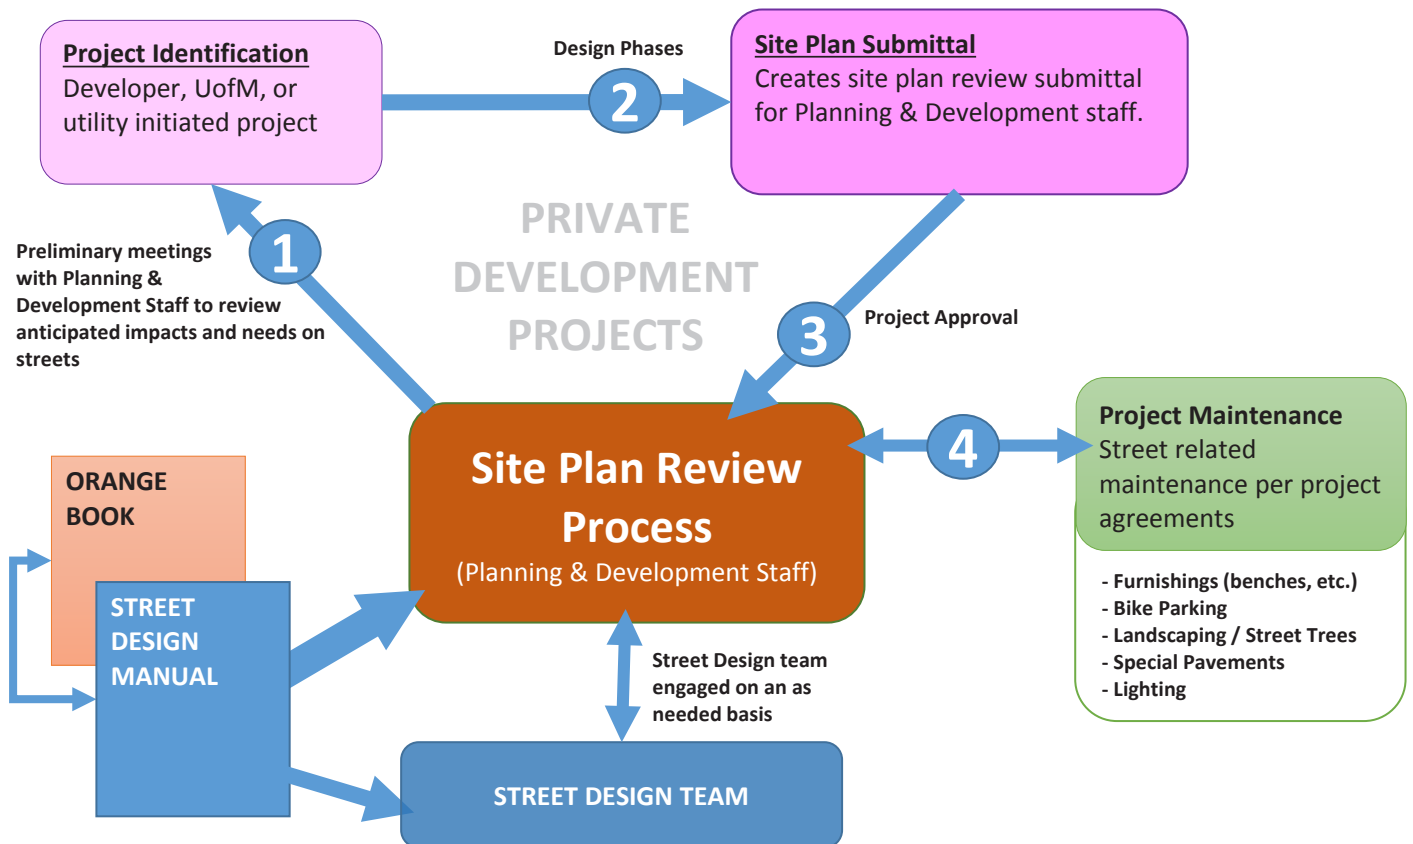 Project Identification
Developer, UofM, or
utility initiated project
Design Phases
2
Site Plan Submittal
Creates site plan review submittal
for Planning & Development staff.
1
Preliminary meetings
with Planning &
Development Staff to review
anticipated impacts and needs on
streets
PRIVATE
DEVELOPMENT
PROJECTS
3
Project Approval
Site Plan Review
Process
(Planning & Development Staff)
4
Project Maintenance
Street related
maintenance per project
agreements
- Furnishings (benches, etc.)
- Bike Parking
- Landscaping / Street Trees
- Special Pavements
- Lighting
ORANGE
BOOK
STREET
DESIGN
MANUAL
Street Design team
engaged on an as
needed basis
STREET DESIGN TEAM